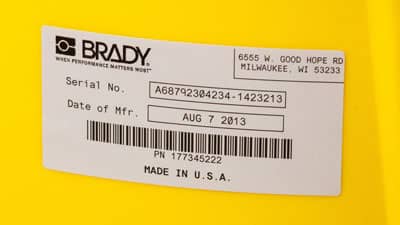 BRADY
WHEN PERFORMANCE MATTERS MOST™
6555 W. GOOD HOPE RD
MILWAUKEE, WI 53233
Serial No. A68792304234-1423213
Date of Mfr. AUG 7 2013
PN 177345222
MADE IN U.S.A.